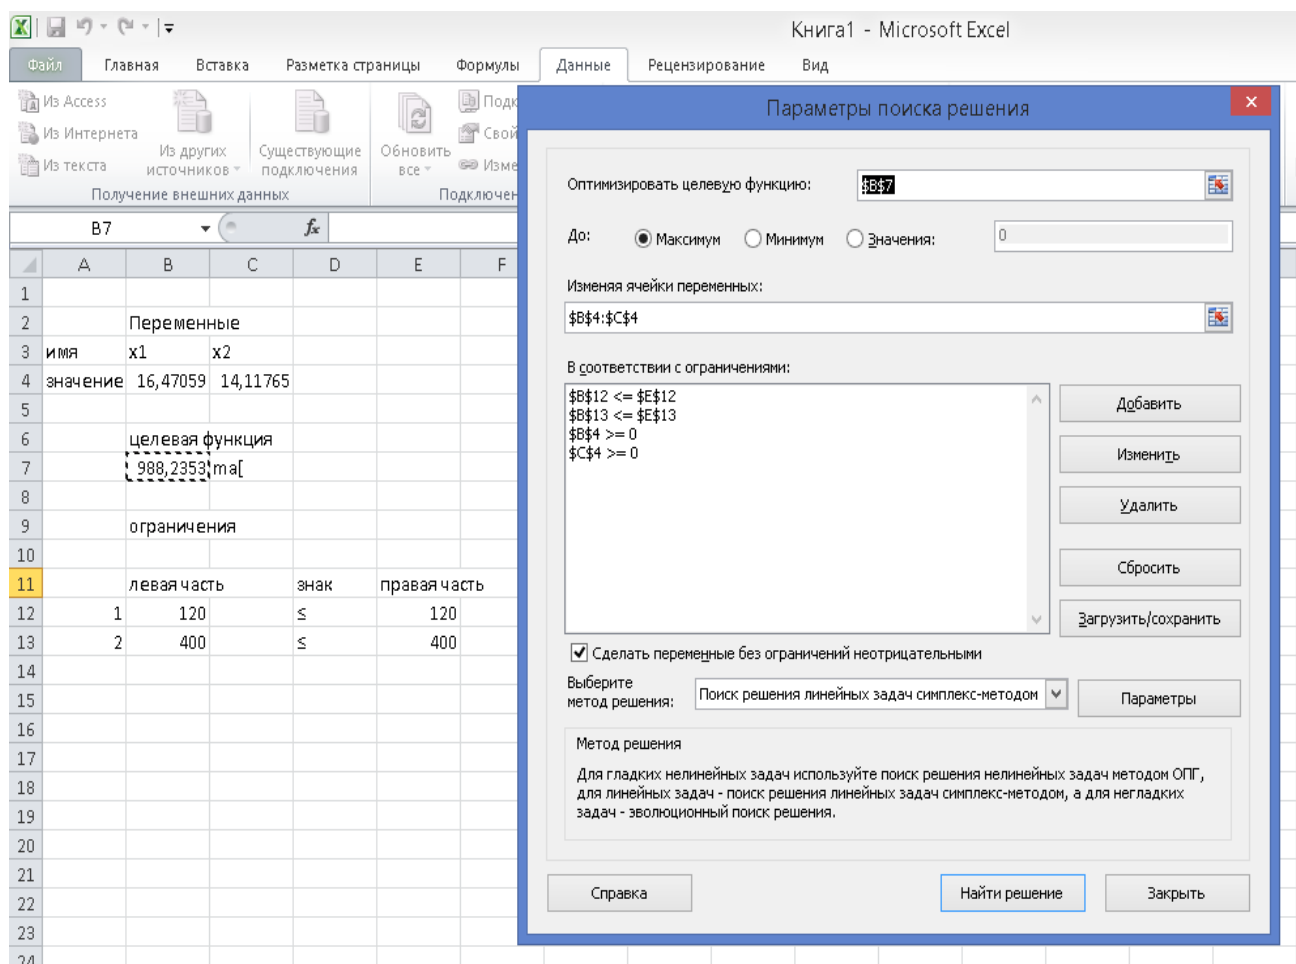 Книга1 - Microsoft Excel
Файл Главная Вставка Разметка страницы Формулы Данные Рецензирование Вид
Из Access
Из Интернета
Из текста
Из других источников
Существующие подключения
Обновить все
Подк
Свой
Изме
Получение внешних данных
Подключен
B7 fx
A B C D E F
1
2 Переменные
3 имя x1 x2
4 значение 16,47059 14,11765
5
6 целевая функция
7 988,2353 ma[
8
9 ограничения
10
11 левая часть знак правая часть
12 1 120 ≤ 120
13 2 400 ≤ 400
14
15
16
17
18
19
20
21
22
23
24
Параметры поиска решения
Оптимизировать целевую функцию: $B$7
До: Максимум Минимум Значения: 0
Изменяя ячейки переменных:
$B$4:$C$4
В соответствии с ограничениями:
$B$12 <= $E$12
$B$13 <= $E$13
$B$4 >= 0
$C$4 >= 0
Добавить
Изменить
Удалить
Сбросить
Загрузить/сохранить
Сделать переменные без ограничений неотрицательными
Выберите
метод решения:
Поиск решения линейных задач симплекс-методом
Параметры
Метод решения
Для гладких нелинейных задач используйте поиск решения нелинейных задач методом ОПГ,
для линейных задач - поиск решения линейных задач симплекс-методом, а для негладких
задач - эволюционный поиск решения.
Справка Найти решение Закрыть